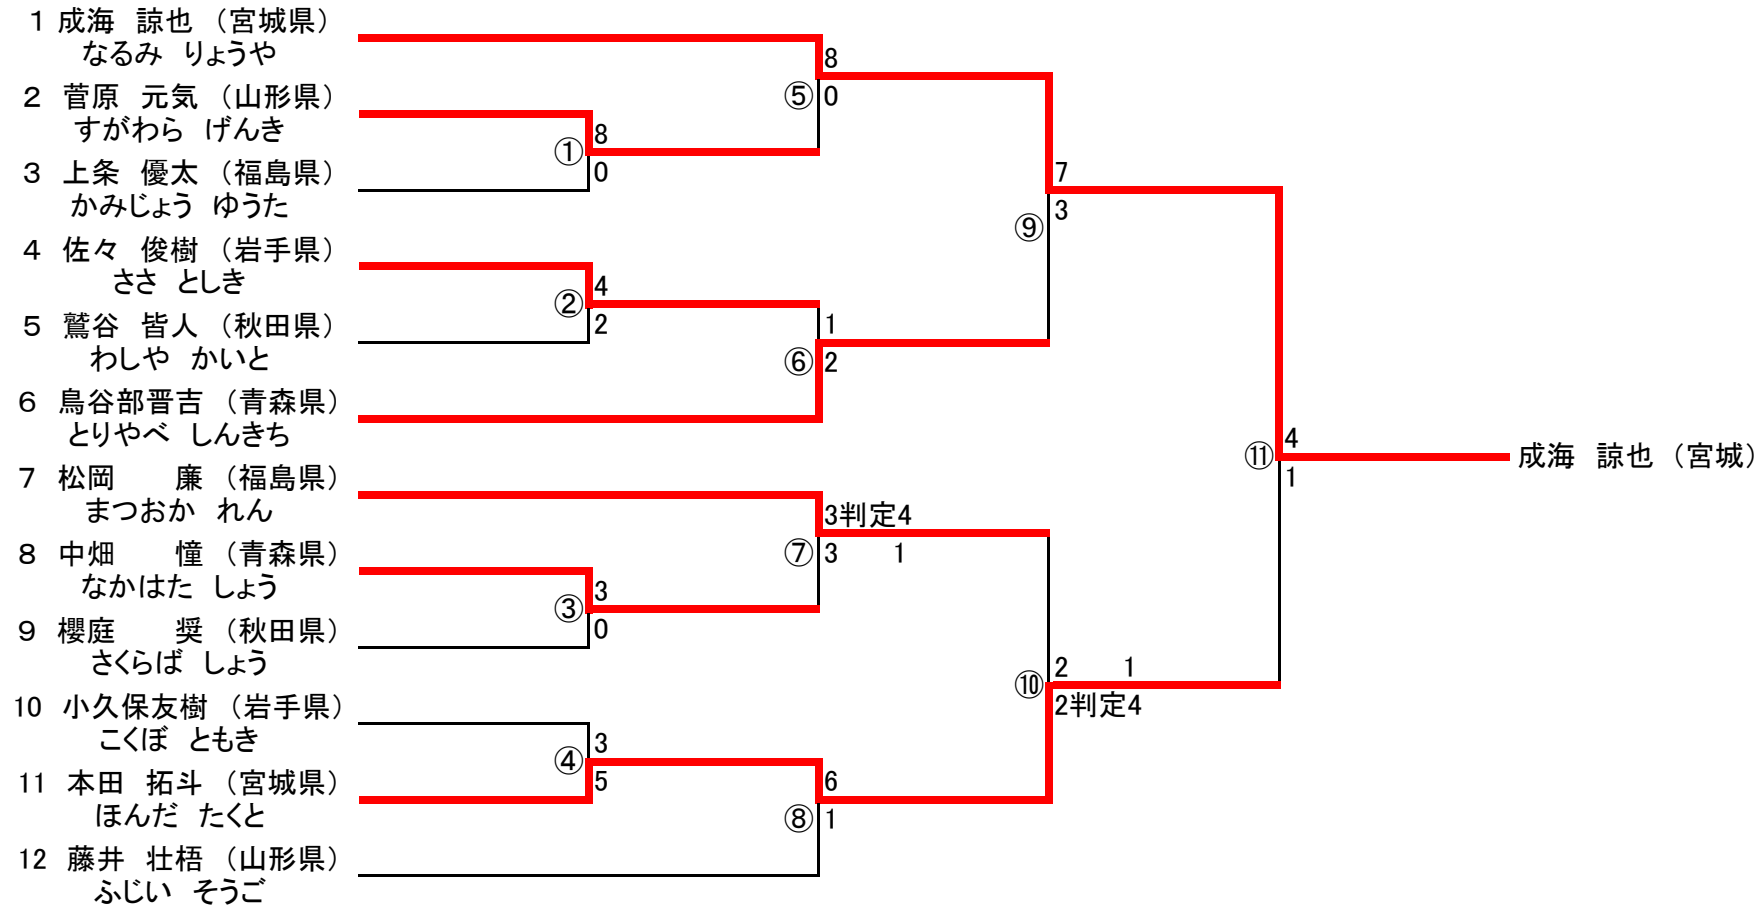 1 成海　諒也 （宮城県）
なるみ　りょうや
2 菅原　元気 （山形県）
すがわら　げんき
3 上条　優太 （福島県）
かみじょう　ゆうた
4 佐々　俊樹 （岩手県）
ささ　としき
5 鷲谷　皆人 （秋田県）
わしや　かいと
6 鳥谷部晋吉 （青森県）
とりやべ　しんきち
7 松岡　　廉 （福島県）
まつおか　れん
8 中畑　　憧 （青森県）
なかはた　しょう
9 櫻庭　　奨 （秋田県）
さくらば　しょう
10 小久保友樹 （岩手県）
こくぼ　ともき
11 本田　拓斗 （宮城県）
ほんだ　たくと
12 藤井　壮梧 （山形県）
ふじい　そうご
①
8
0
②
4
2
③
3
0
④
3
5
⑤
8
0
⑥
1
2
⑦
3判定4
3　　1
⑧
6
1
⑨
7
3
⑩
2　　1
2判定4
⑪
4
1
成海　諒也 （宮城）